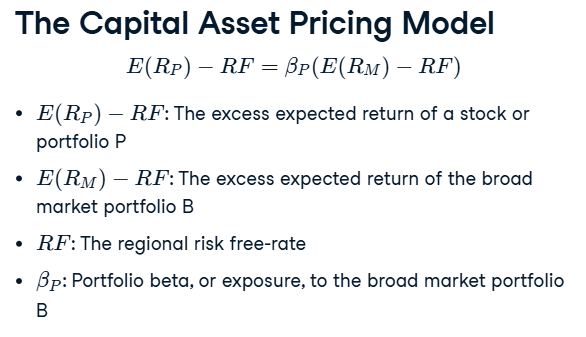 The Capital Asset Pricing Model
E(R_P) − RF = β_P(E(R_M) − RF)
• E(R_P) − RF: The excess expected return of a stock or
portfolio P
• E(R_M) − RF: The excess expected return of the broad
market portfolio B
• RF: The regional risk free-rate
• β_P: Portfolio beta, or exposure, to the broad market portfolio
B